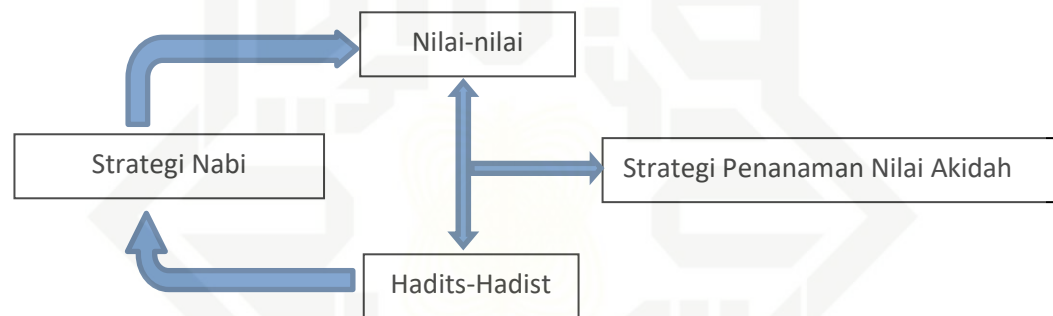 Nilai-nilai
Strategi Nabi
Strategi Penanaman Nilai Akidah
Hadits-Hadist